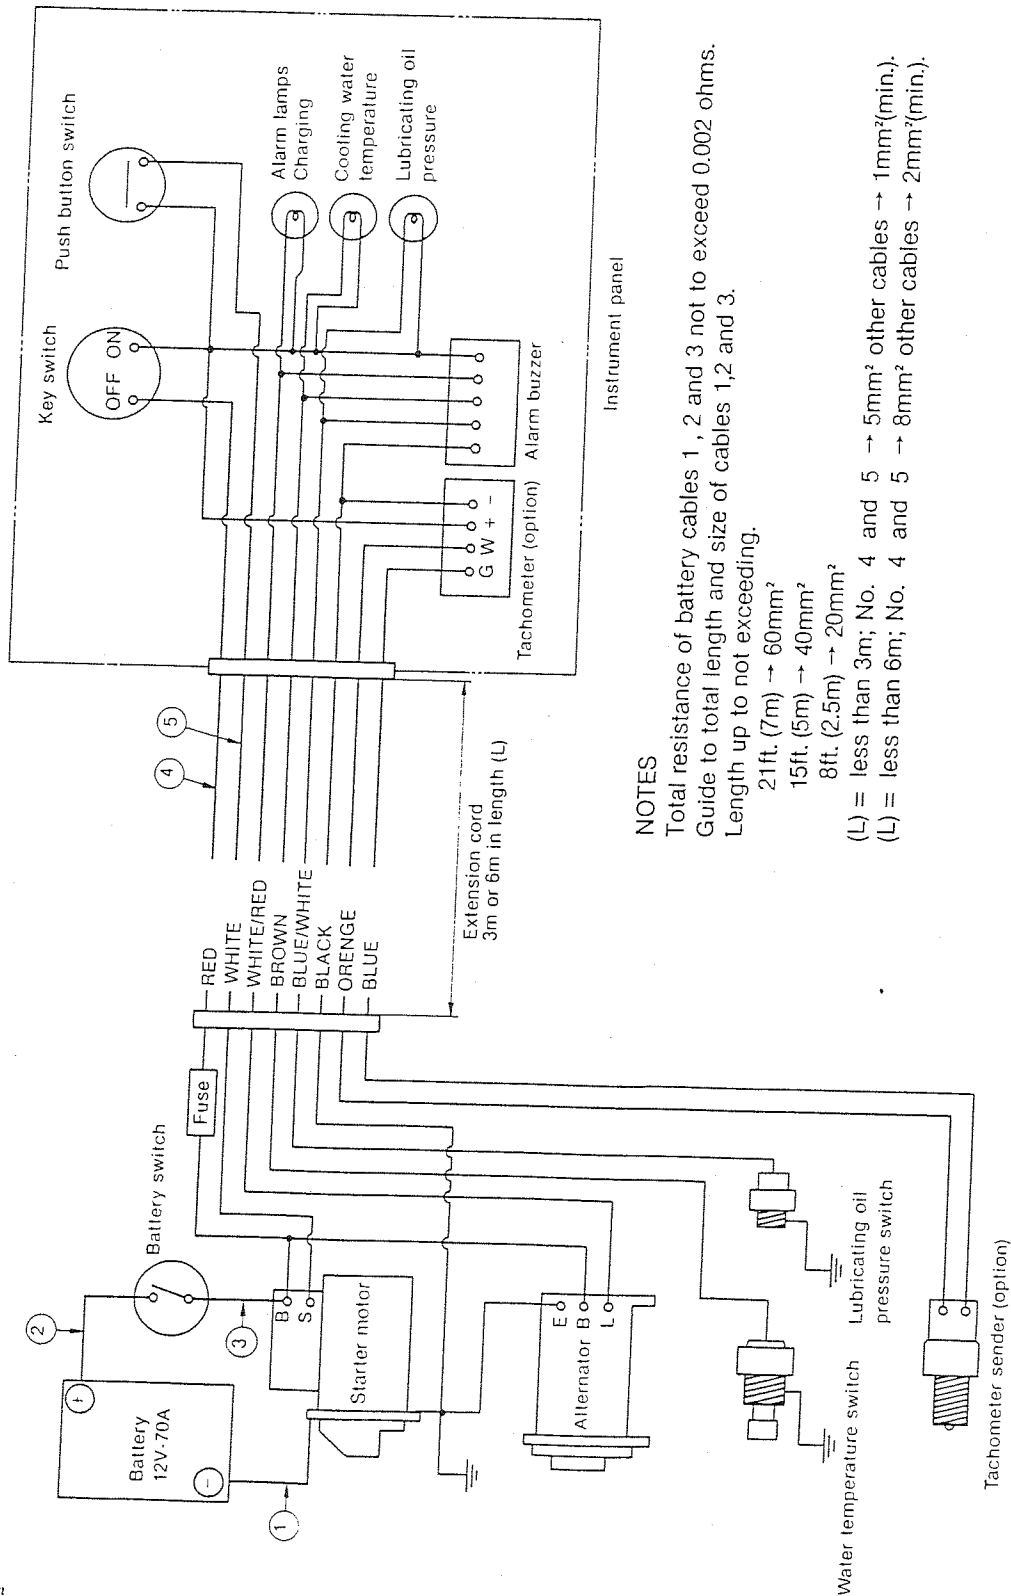 Battery
12V-70A
+
−
1
2
3
Battery switch
B
S
Starter motor
E
B
L
Alternator
Water temperature switch
Lubricating oil
pressure switch
Tachometer sender (option)
Fuse
RED
WHITE
WHITE/RED
BROWN
BLUE/WHITE
BLACK
ORENGE
BLUE
Extension cord
3m or 6m in length (L)
4
5
Key switch
OFF ON
Push button switch
Alarm lamps
Charging
Cooling water
temperature
Lubricating oil
pressure
G W + -
Tachometer (option)
Alarm buzzer
Instrument panel
NOTES
Total resistance of battery cables 1, 2 and 3 not to exceed 0.002 ohms.
Guide to total length and size of cables 1,2 and 3.
Length up to not exceeding.
21ft. (7m) → 60mm²
15ft. (5m) → 40mm²
8ft. (2.5m) → 20mm²
(L) = less than 3m; No. 4 and 5 → 5mm² other cables → 1mm²(min.).
(L) = less than 6m; No. 4 and 5 → 8mm² other cables → 2mm²(min.).